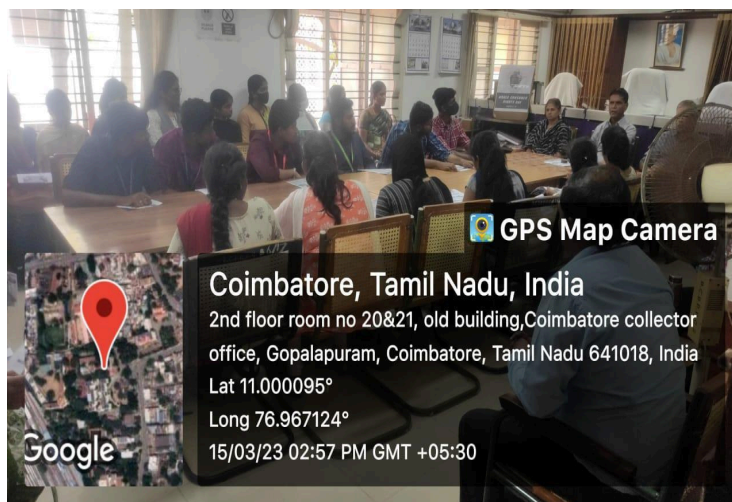 GPS Map Camera
Coimbatore, Tamil Nadu, India
2nd floor room no 20&21, old building,Coimbatore collector
office, Gopalapuram, Coimbatore, Tamil Nadu 641018, India
Lat 11.000095°
Long 76.967124°
15/03/23 02:57 PM GMT +05:30
Google